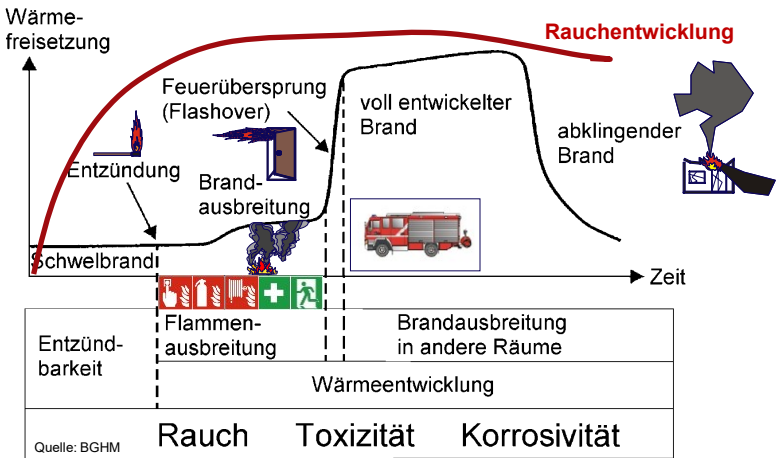 Wärme-
freisetzung
Rauchentwicklung
Feuerübersprung
(Flashover)
voll entwickelter
Brand
abklingender
Brand
Entzündung
Brand-
ausbreitung
Schwelbrand
Zeit
Entzünd-
barkeit
Flammen-
ausbreitung
Brandausbreitung
in andere Räume
Wärmeentwicklung
Quelle: BGHM
Rauch Toxizität Korrosivität